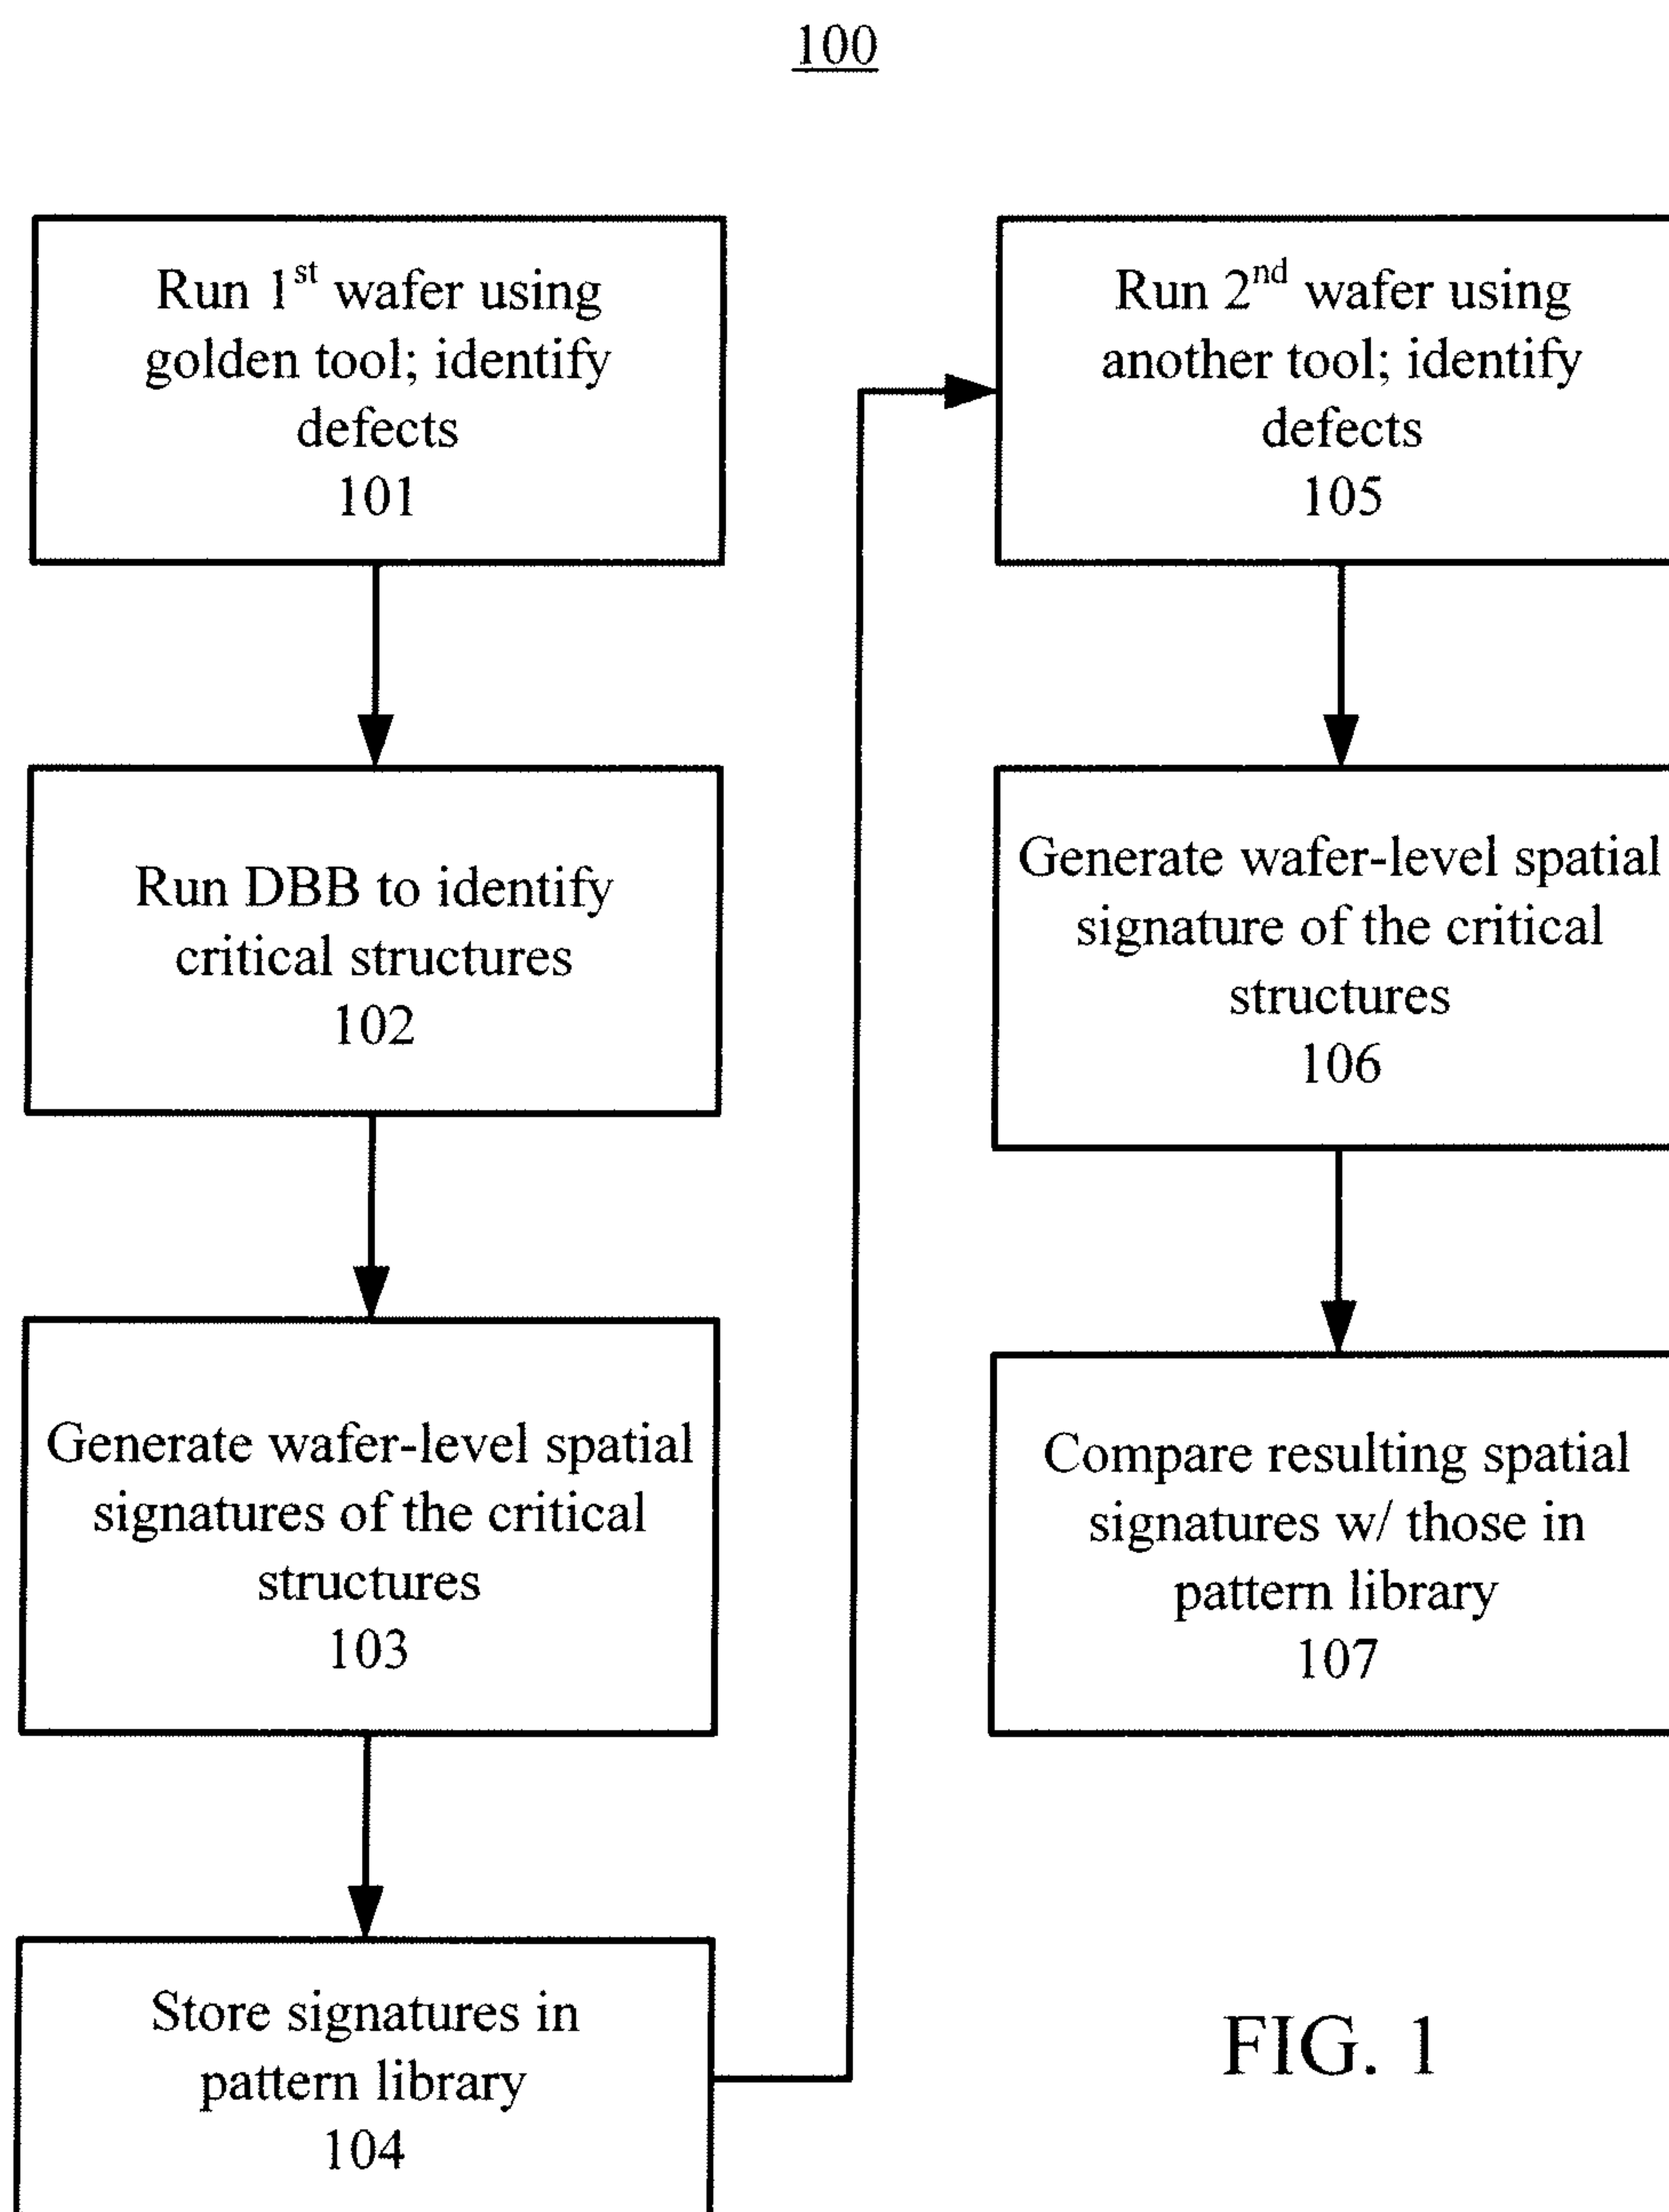 100
Run 1st wafer using
golden tool; identify
defects
101
Run DBB to identify
critical structures
102
Generate wafer-level spatial
signatures of the critical
structures
103
Store signatures in
pattern library
104
Run 2nd wafer using
another tool; identify
defects
105
Generate wafer-level spatial
signature of the critical
structures
106
Compare resulting spatial
signatures w/ those in
pattern library
107
FIG. 1